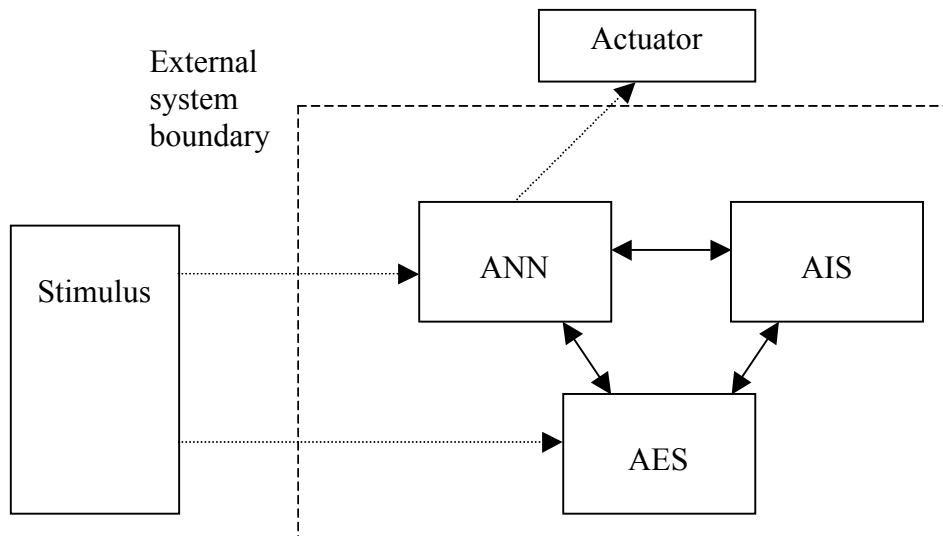 Actuator
External
system
boundary
ANN
AIS
Stimulus
AES